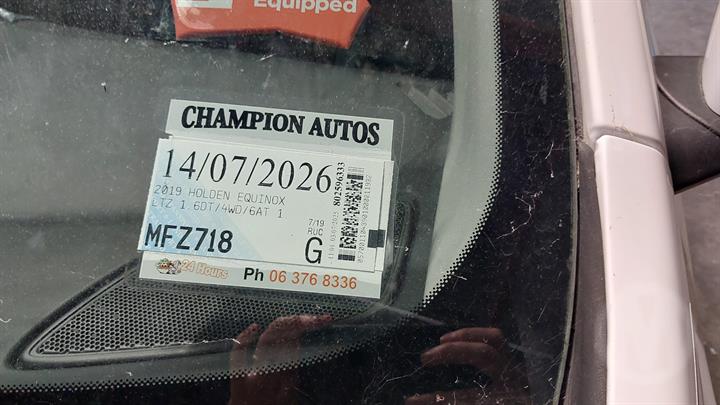 Equipped
CHAMPION AUTOS
14/07/2026
2019 HOLDEN EQUINOX
LTZ 1.6DT/4WD/6AT 1
7/19
RUC
MFZ718
G
802596333
24 Hours
Ph 06 376 8336